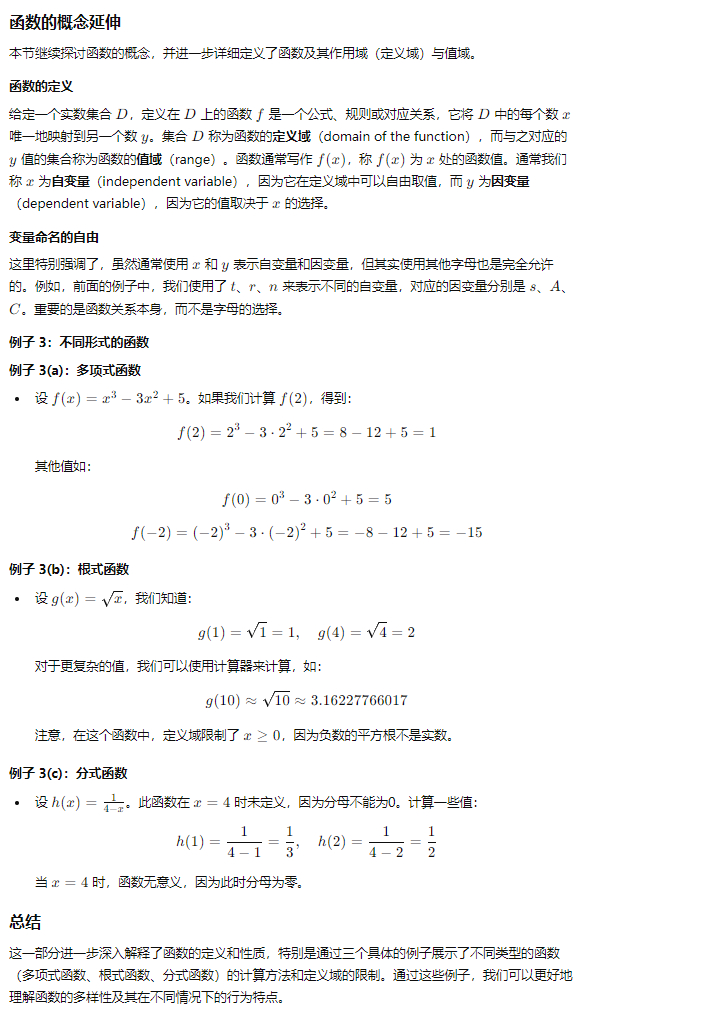 函数的概念延伸
本节继续探讨函数的概念，并进一步详细定义了函数及其作用域（定义域）与值域。
函数的定义
给定一个实数集合 D，定义在 D 上的函数 f 是一个公式、规则或对应关系，它将 D 中的每个数 x
唯一地映射到另一个数 y。集合 D 称为函数的定义域（domain of the function），而与之对应的
y 值的集合称为函数的值域（range）。函数通常写作 f(x)，称 f(x) 为 x 处的函数值。通常我们
称 x 为自变量（independent variable），因为它在定义域中可以自由取值，而 y 为因变量
（dependent variable），因为它的值取决于 x 的选择。
变量命名的自由
这里特别强调了，虽然通常使用 x 和 y 表示自变量和因变量，但其实使用其他字母也是完全允许
的。例如，前面的例子中，我们使用了 t、r、n 来表示不同的自变量，对应的因变量分别是 s、A、
C。重要的是函数关系本身，而不是字母的选择。
例子 3：不同形式的函数
例子 3(a)：多项式函数
• 设 f(x) = x³ − 3x² + 5。如果我们计算 f(2)，得到：
f(2) = 2³ − 3 · 2² + 5 = 8 − 12 + 5 = 1
其他值如：
f(0) = 0³ − 3 · 0² + 5 = 5
f(−2) = (−2)³ − 3 · (−2)² + 5 = −8 − 12 + 5 = −15
例子 3(b)：根式函数
• 设 g(x) = √x，我们知道：
g(1) = √1 = 1, g(4) = √4 = 2
对于更复杂的值，我们可以使用计算器来计算，如：
g(10) ≈ √10 ≈ 3.16227766017
注意，在这个函数中，定义域限制了 x ≥ 0，因为负数的平方根不是实数。
例子 3(c)：分式函数
• 设 h(x) = 1/(4−x)。此函数在 x = 4 时未定义，因为分母不能为0。计算一些值：
h(1) = 1/(4 − 1) = 1/3, h(2) = 1/(4 − 2) = 1/2
当 x = 4 时，函数无意义，因为此时分母为零。
总结
这一部分进一步深入解释了函数的定义和性质，特别是通过三个具体的例子展示了不同类型的函数
（多项式函数、根式函数、分式函数）的计算方法和定义域的限制。通过这些例子，我们可以更好地
理解函数的多样性及其在不同情况下的行为特点。